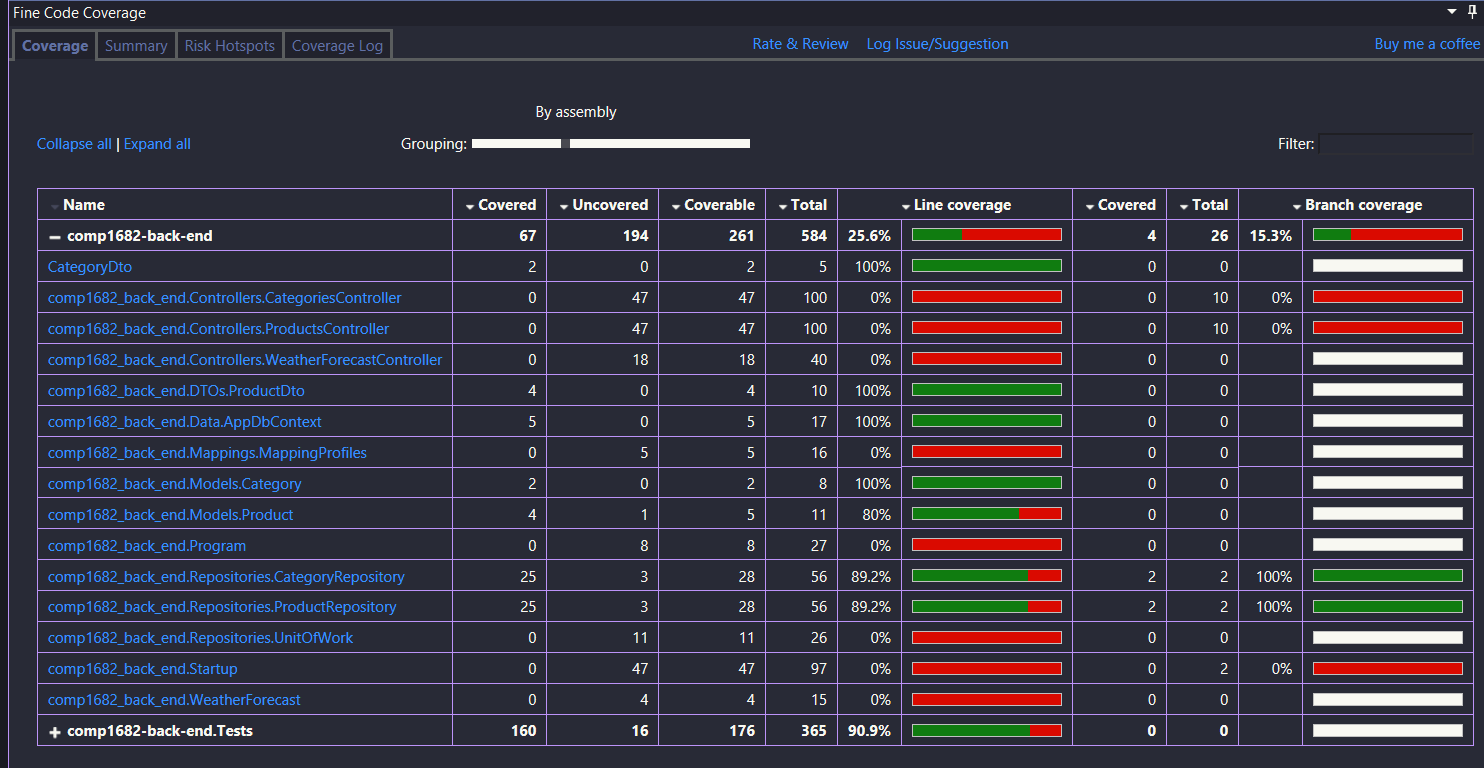 Fine Code Coverage
Coverage Summary Risk Hotspots Coverage Log Rate & Review Log Issue/Suggestion Buy me a coffee
By assembly
Collapse all | Expand all Grouping: Filter:
Name Covered Uncovered Coverable Total Line coverage Covered Total Branch coverage
comp1682-back-end 67 194 261 584 25.6% 4 26 15.3%
CategoryDto 2 0 2 5 100% 0 0
comp1682_back_end.Controllers.CategoriesController 0 47 47 100 0% 0 10 0%
comp1682_back_end.Controllers.ProductsController 0 47 47 100 0% 0 10 0%
comp1682_back_end.Controllers.WeatherForecastController 0 18 18 40 0% 0 0
comp1682_back_end.DTOs.ProductDto 4 0 4 10 100% 0 0
comp1682_back_end.Data.AppDbContext 5 0 5 17 100% 0 0
comp1682_back_end.Mappings.MappingProfiles 0 5 5 16 0% 0 0
comp1682_back_end.Models.Category 2 0 2 8 100% 0 0
comp1682_back_end.Models.Product 4 1 5 11 80% 0 0
comp1682_back_end.Program 0 8 8 27 0% 0 0
comp1682_back_end.Repositories.CategoryRepository 25 3 28 56 89.2% 2 2 100%
comp1682_back_end.Repositories.ProductRepository 25 3 28 56 89.2% 2 2 100%
comp1682_back_end.Repositories.UnitOfWork 0 11 11 26 0% 0 0
comp1682_back_end.Startup 0 47 47 97 0% 0 2 0%
comp1682_back_end.WeatherForecast 0 4 4 15 0% 0 0
comp1682-back-end.Tests 160 16 176 365 90.9% 0 0